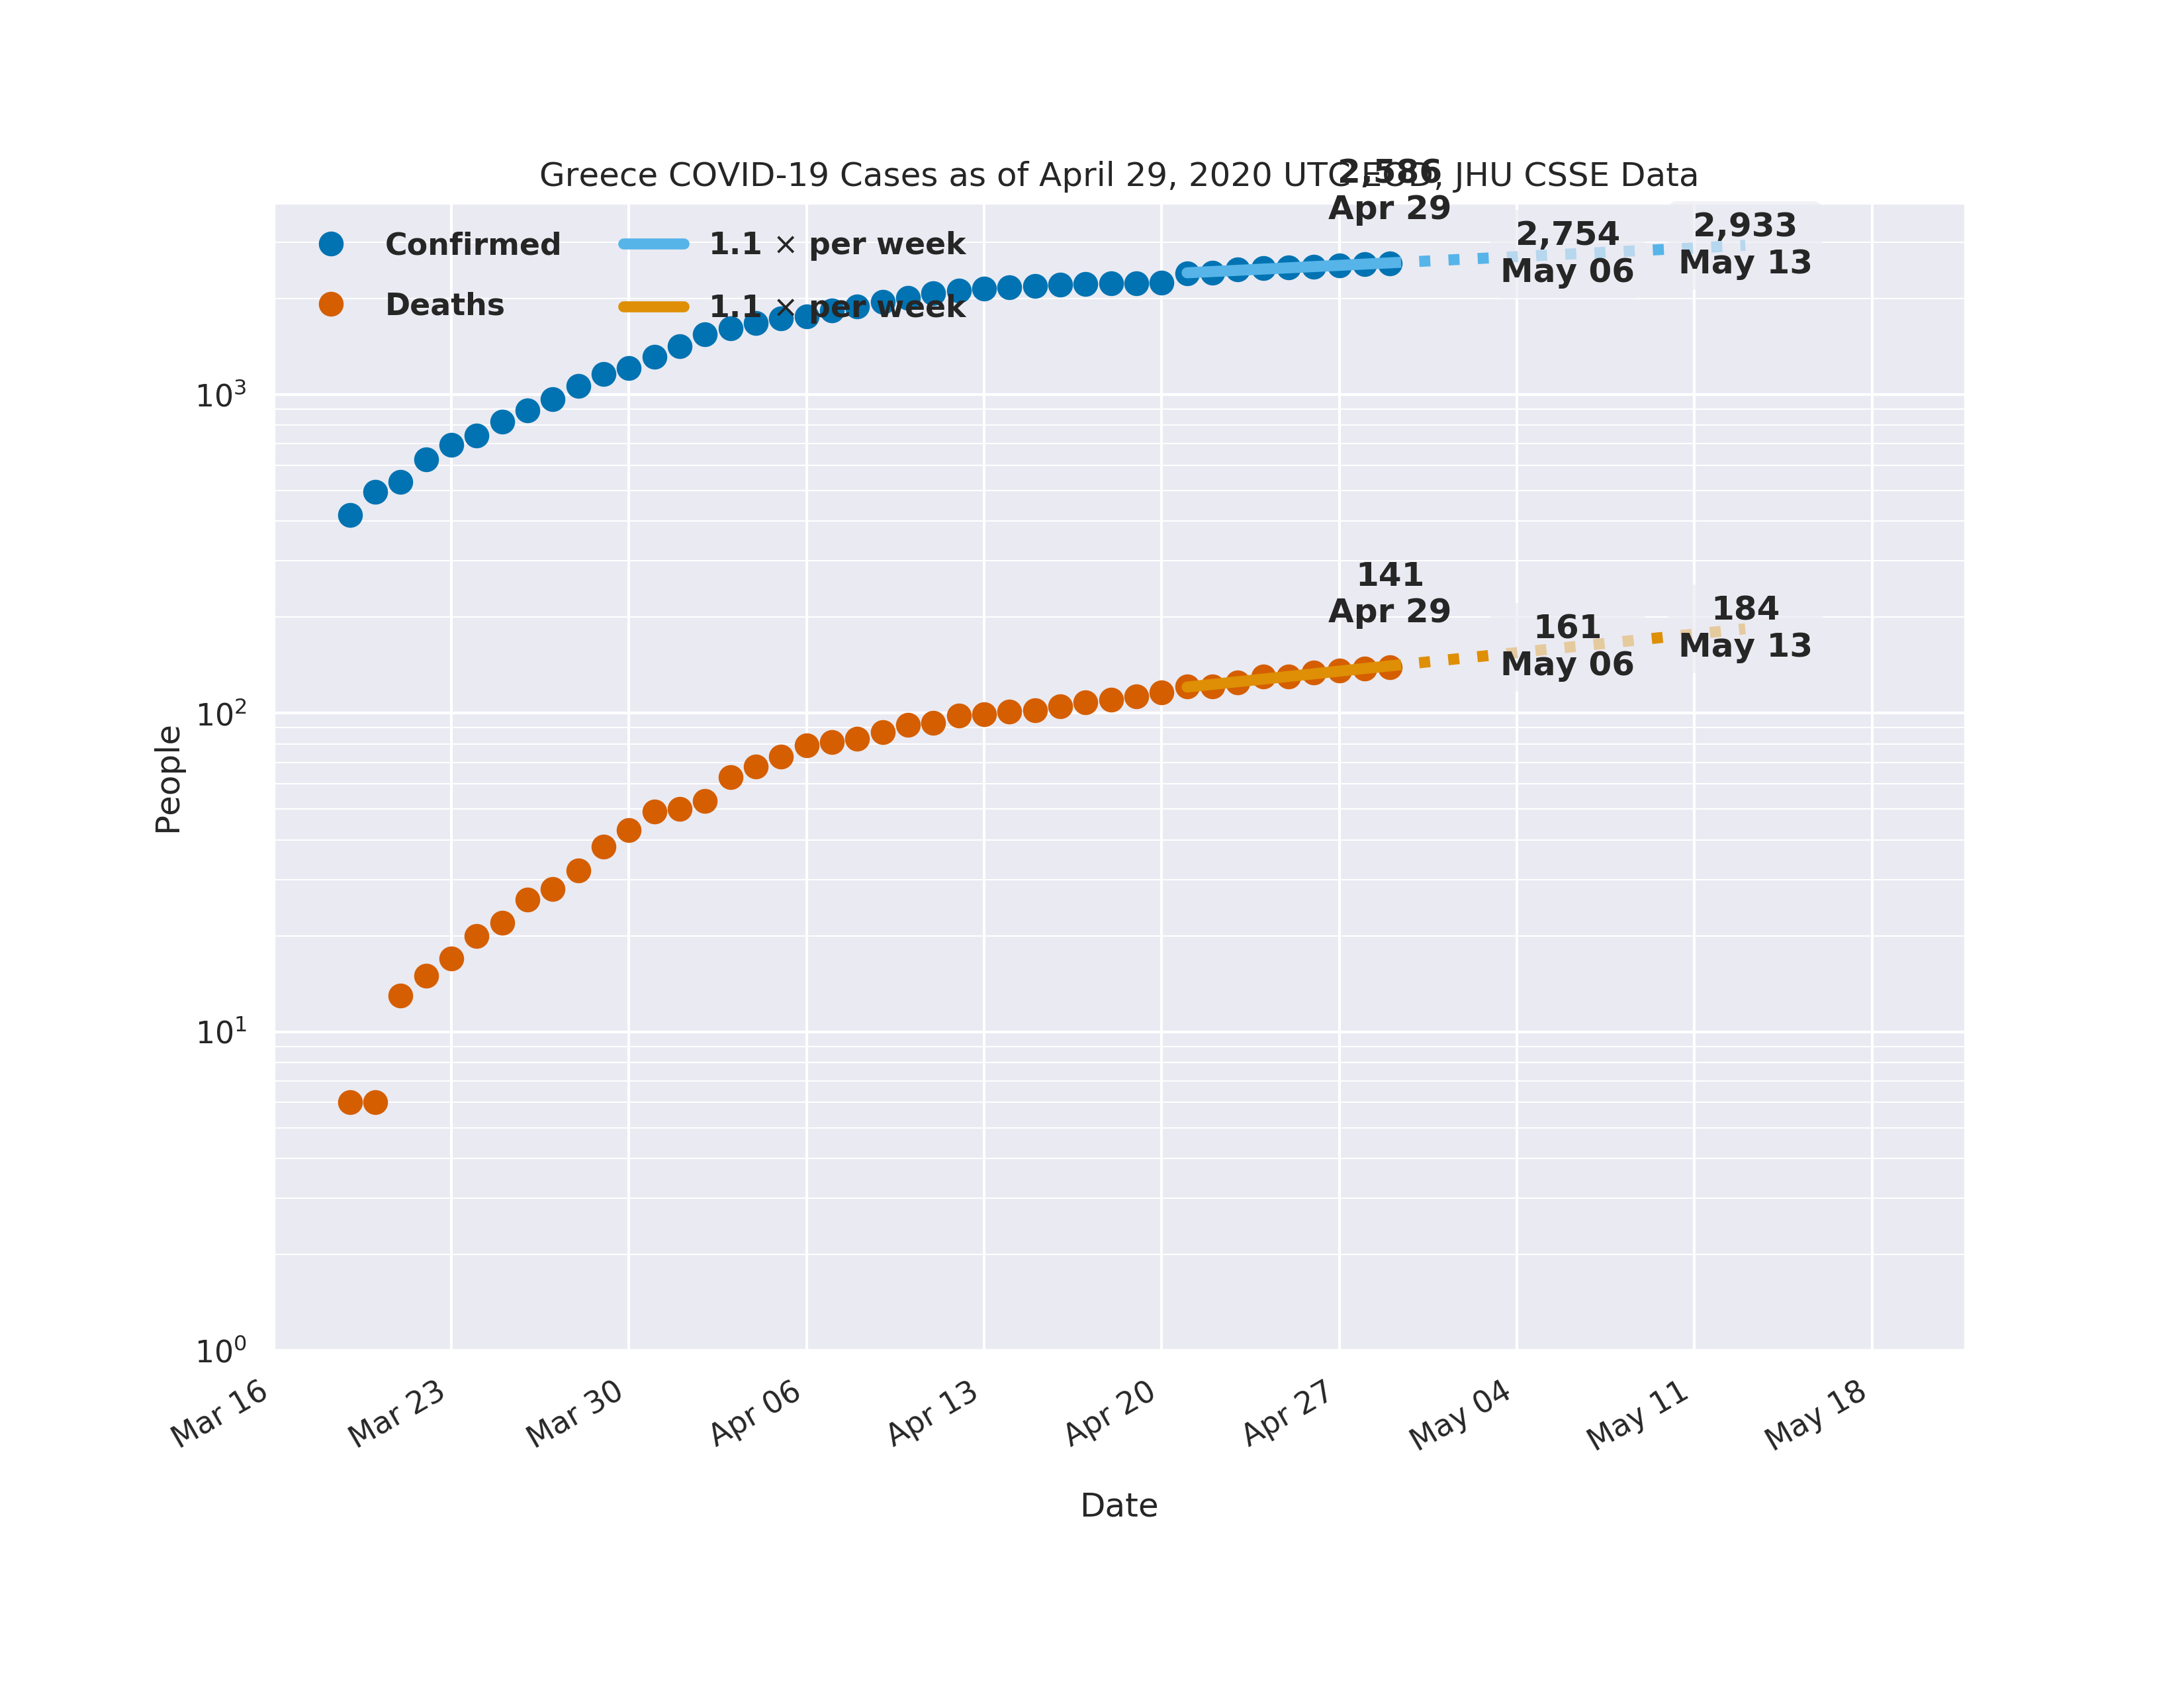 Greece COVID-19 Cases as of April 29, 2020 UTC EOD, JHU CSSE Data
2,586
Apr 29
2,754
May 06
2,933
May 13
Confirmed
1.1 × per week
Deaths
1.1 × per week
141
Apr 29
161
May 06
184
May 13
People
10³
10²
10¹
10⁰
Mar 16
Mar 23
Mar 30
Apr 06
Apr 13
Apr 20
Apr 27
May 04
May 11
May 18
Date